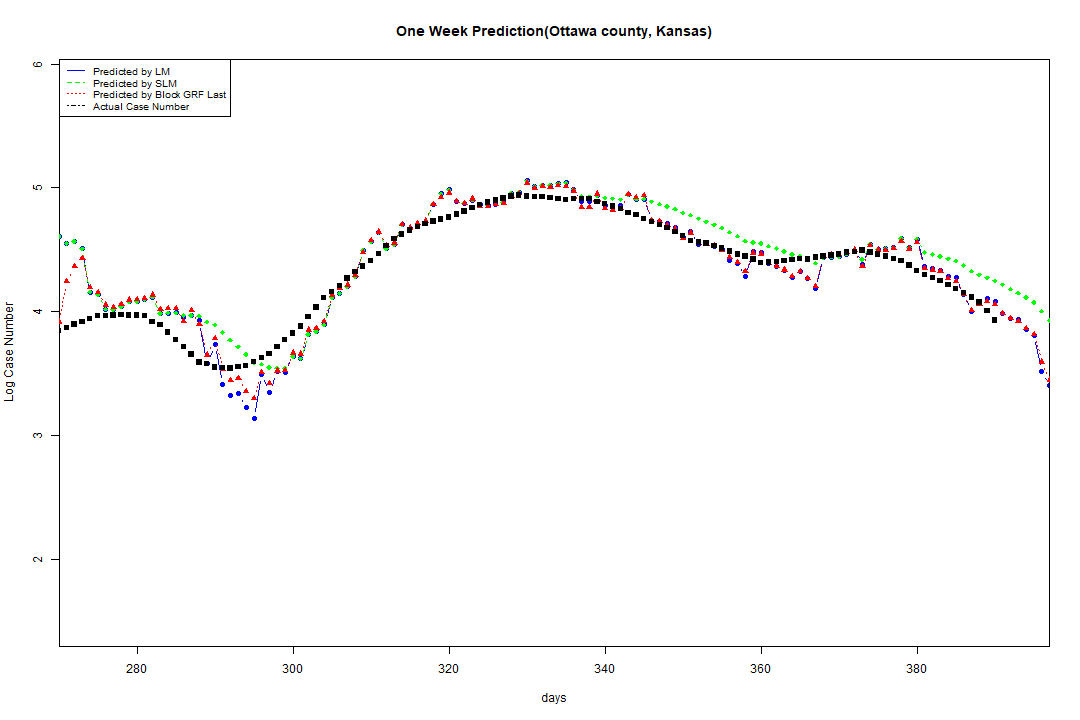 One Week Prediction(Ottawa county, Kansas)
Predicted by LM
Predicted by SLM
Predicted by Block GRF Last
Actual Case Number
6
5
4
3
2
Log Case Number
280 300 320 340 360 380
days